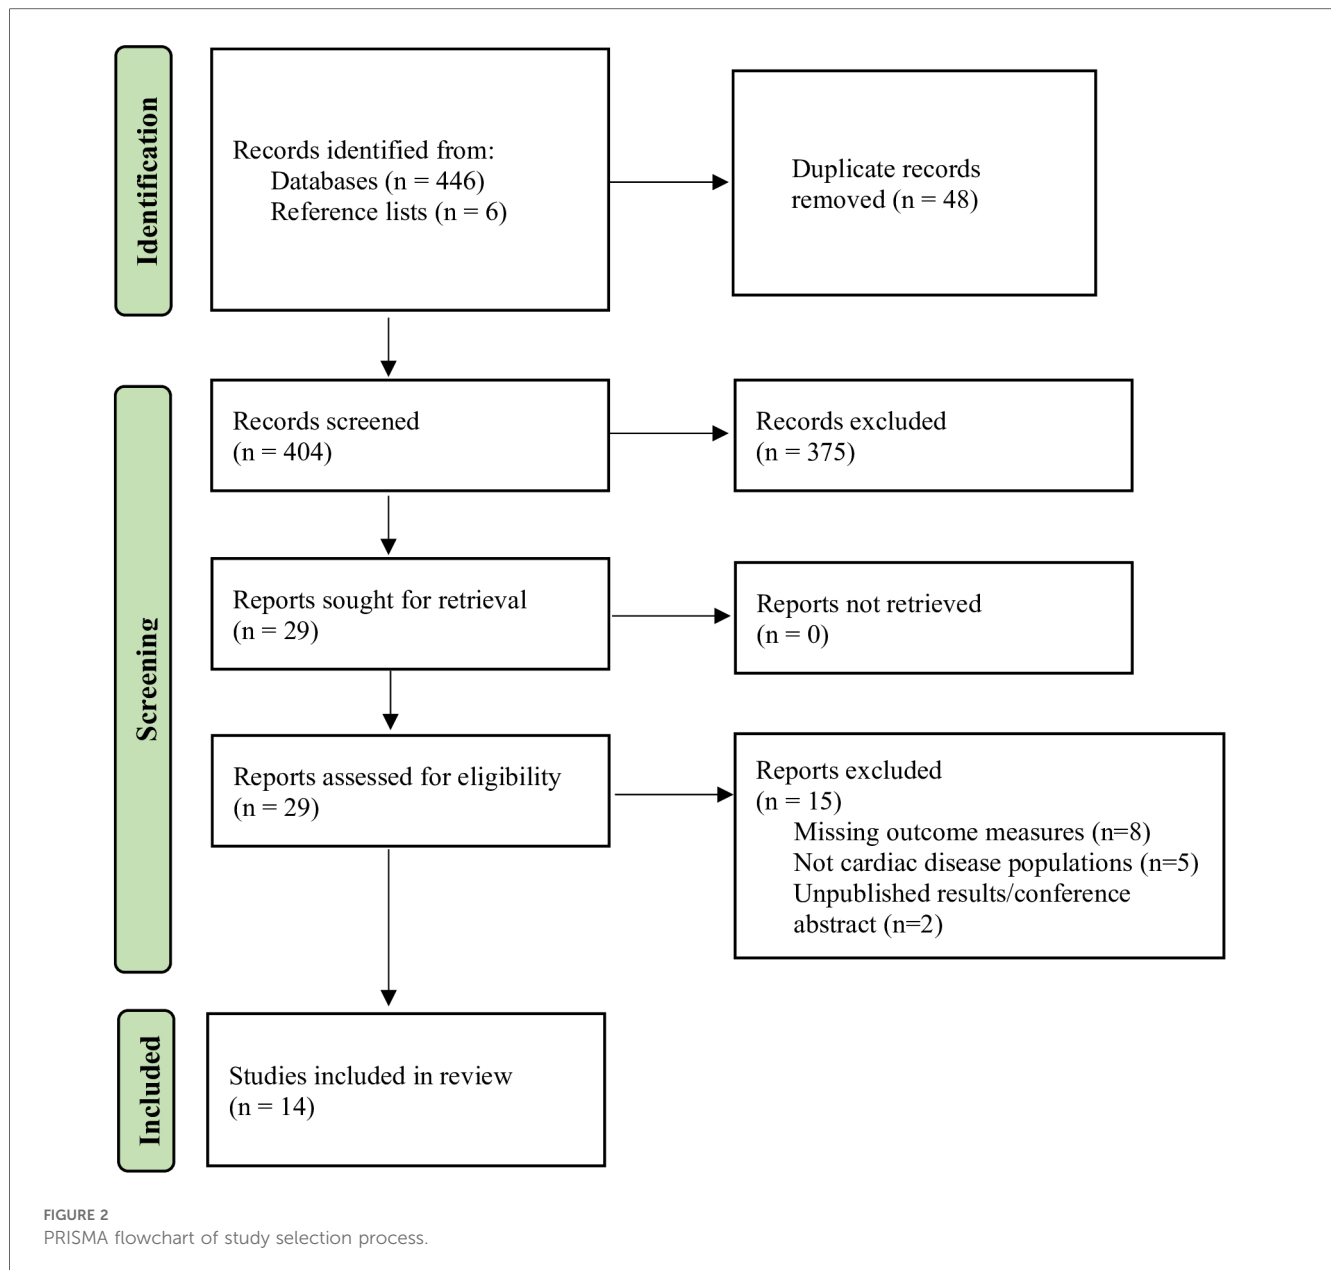 Identification
Records identified from:
Databases (n = 446)
Reference lists (n = 6)
Duplicate records
removed (n = 48)
Screening
Records screened
(n = 404)
Records excluded
(n = 375)
Reports sought for retrieval
(n = 29)
Reports not retrieved
(n = 0)
Reports assessed for eligibility
(n = 29)
Reports excluded
(n = 15)
Missing outcome measures (n=8)
Not cardiac disease populations (n=5)
Unpublished results/conference
abstract (n=2)
Included
Studies included in review
(n = 14)
FIGURE 2
PRISMA flowchart of study selection process.